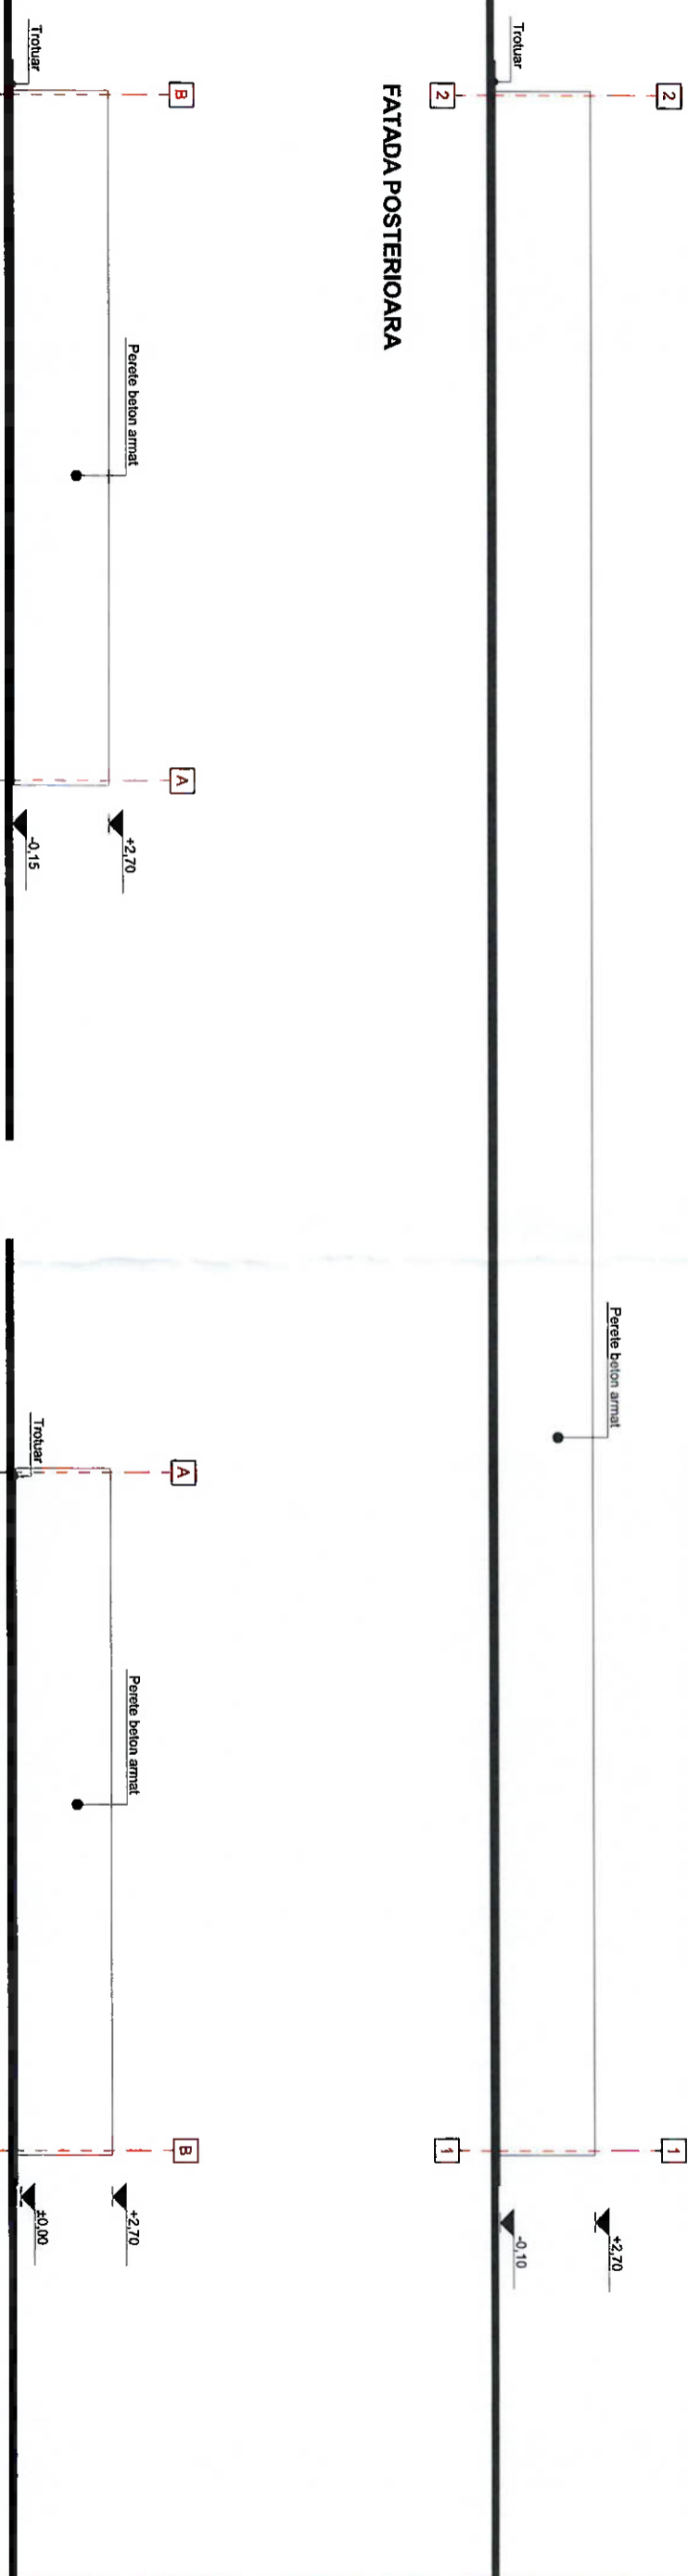 2
2
Trotuar
Perete beton armat
1
1
+2,70
-0,10
FATADA POSTERIOARA
B
Trotuar
Perete beton armat
A
+2,70
-0,15
A
Trotuar
Perete beton armat
B
+2,70
±0,00